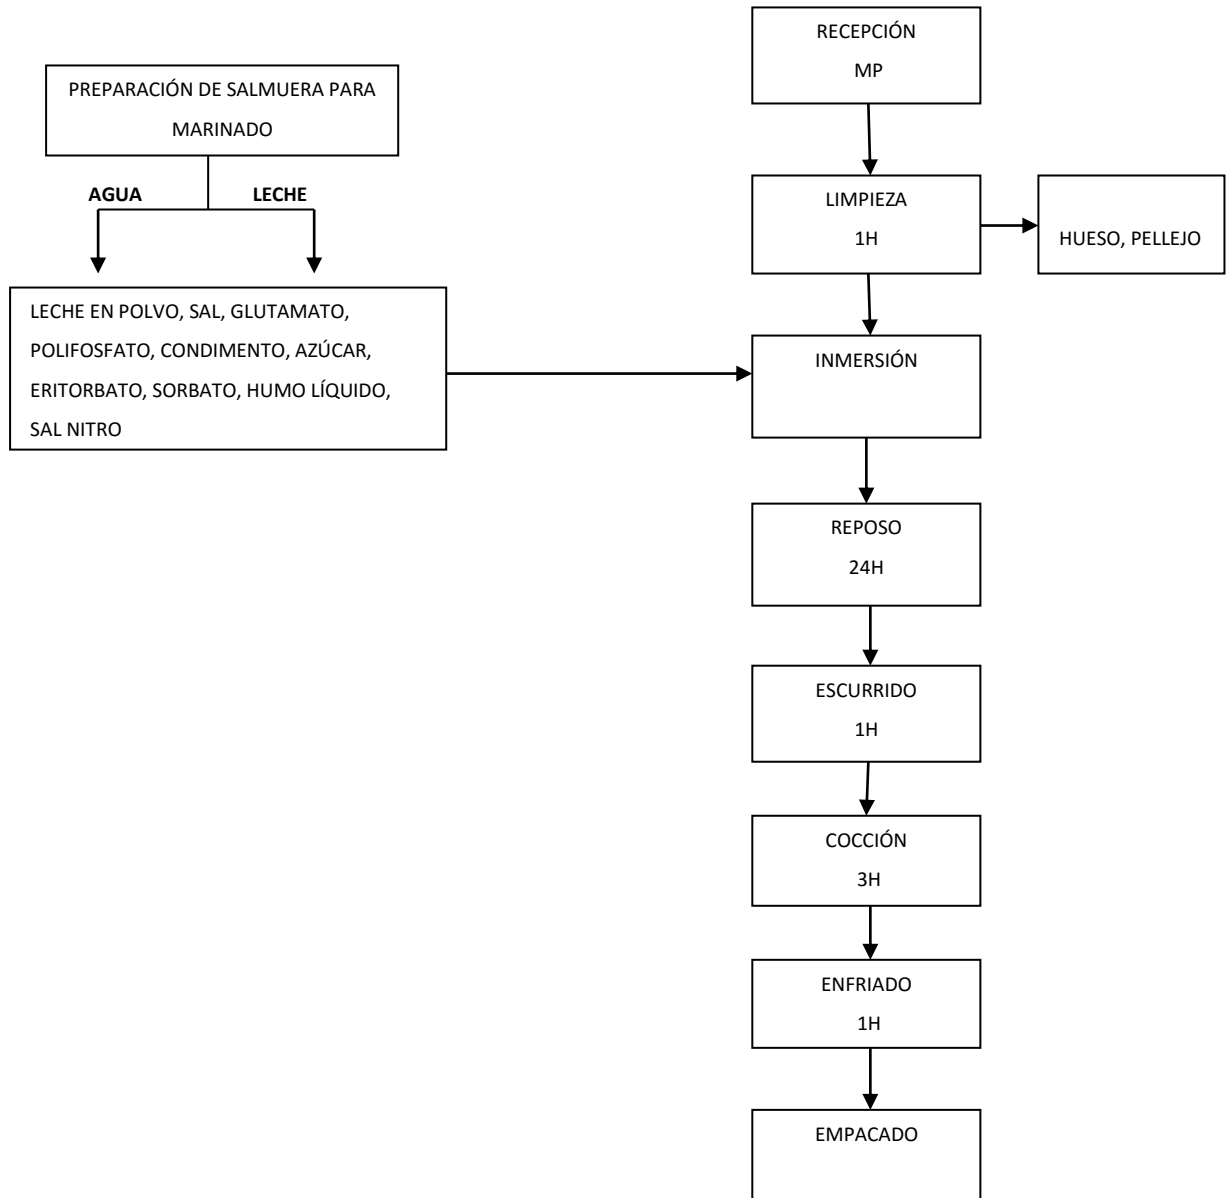 RECEPCIÓN
MP
PREPARACIÓN DE SALMUERA PARA
MARINADO
AGUA
LECHE
LIMPIEZA
1H
HUESO, PELLEJO
LECHE EN POLVO, SAL, GLUTAMATO,
POLIFOSFATO, CONDIMENTO, AZÚCAR,
ERITORBATO, SORBATO, HUMO LÍQUIDO,
SAL NITRO
INMERSIÓN
REPOSO
24H
ESCURRIDO
1H
COCCIÓN
3H
ENFRIADO
1H
EMPACADO